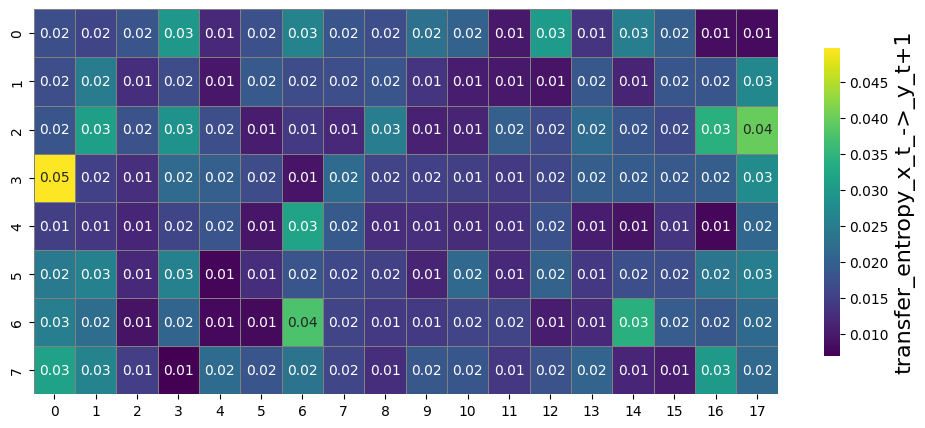 0 0.02 0.02 0.02 0.03 0.01 0.02 0.03 0.02 0.02 0.02 0.02 0.01 0.03 0.01 0.03 0.02 0.01 0.01
1 0.02 0.02 0.01 0.02 0.01 0.02 0.02 0.02 0.02 0.01 0.01 0.01 0.01 0.02 0.01 0.02 0.02 0.03
2 0.02 0.03 0.02 0.03 0.02 0.01 0.01 0.01 0.03 0.01 0.01 0.02 0.02 0.02 0.02 0.02 0.03 0.04
3 0.05 0.02 0.01 0.02 0.02 0.02 0.01 0.02 0.02 0.02 0.01 0.01 0.01 0.02 0.02 0.02 0.02 0.03
4 0.01 0.01 0.01 0.02 0.02 0.01 0.03 0.02 0.01 0.01 0.01 0.01 0.02 0.01 0.01 0.01 0.01 0.02
5 0.02 0.03 0.01 0.03 0.01 0.01 0.02 0.02 0.02 0.01 0.02 0.01 0.02 0.01 0.02 0.02 0.02 0.03
6 0.03 0.02 0.01 0.02 0.01 0.01 0.04 0.02 0.01 0.01 0.02 0.02 0.01 0.01 0.03 0.02 0.02 0.02
7 0.03 0.03 0.01 0.01 0.02 0.02 0.02 0.02 0.01 0.02 0.02 0.01 0.02 0.02 0.01 0.01 0.03 0.02
0 1 2 3 4 5 6 7 8 9 10 11 12 13 14 15 16 17
0.045
0.040
0.035
0.030
0.025
0.020
0.015
0.010
transfer_entropy_x_t_->_y_t+1